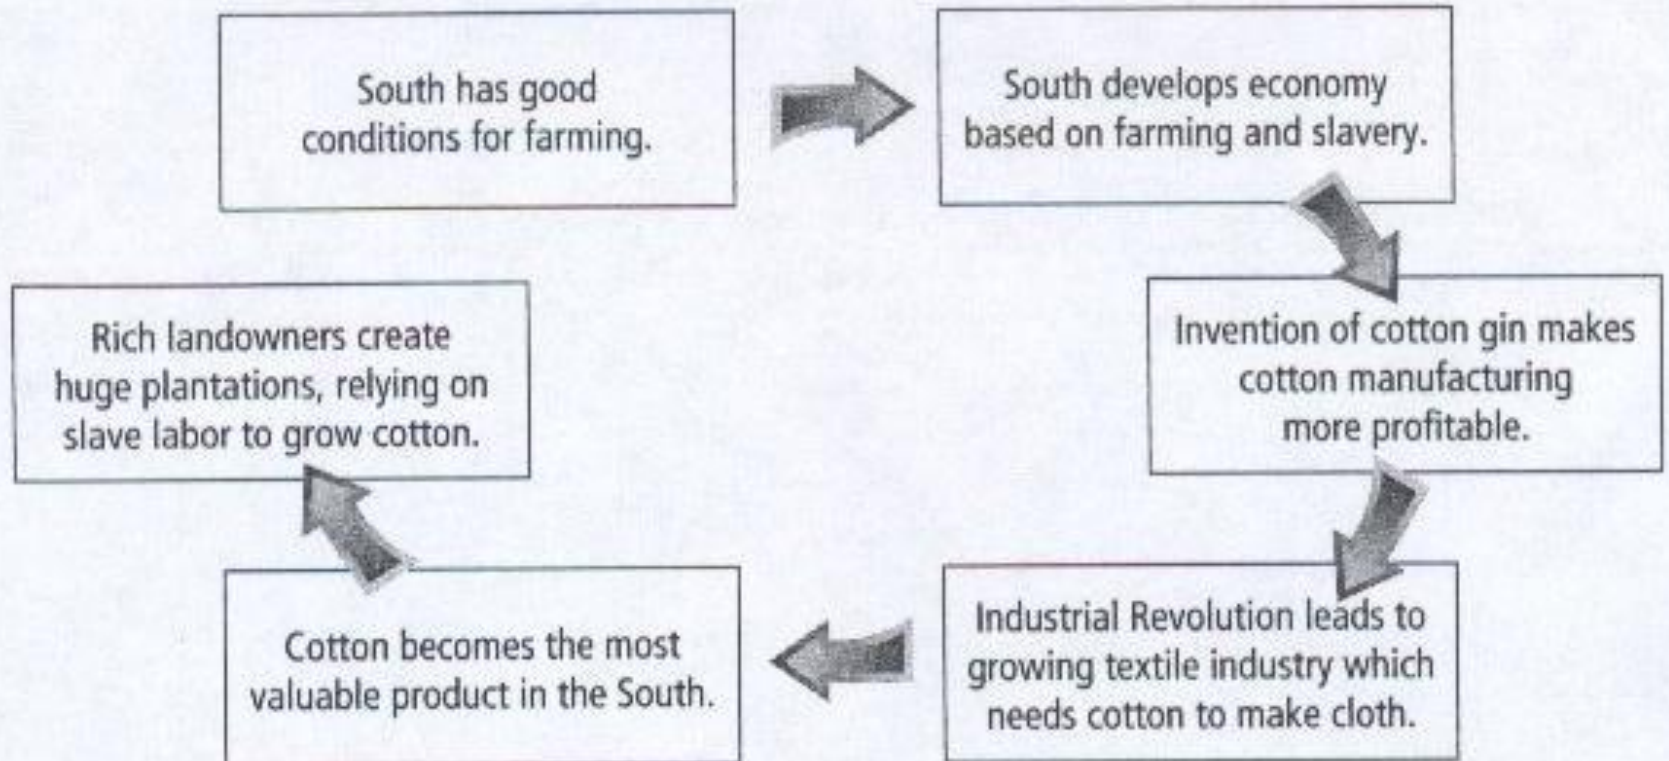 South has good
conditions for farming.
South develops economy
based on farming and slavery.
Invention of cotton gin makes
cotton manufacturing
more profitable.
Industrial Revolution leads to
growing textile industry which
needs cotton to make cloth.
Cotton becomes the most
valuable product in the South.
Rich landowners create
huge plantations, relying on
slave labor to grow cotton.